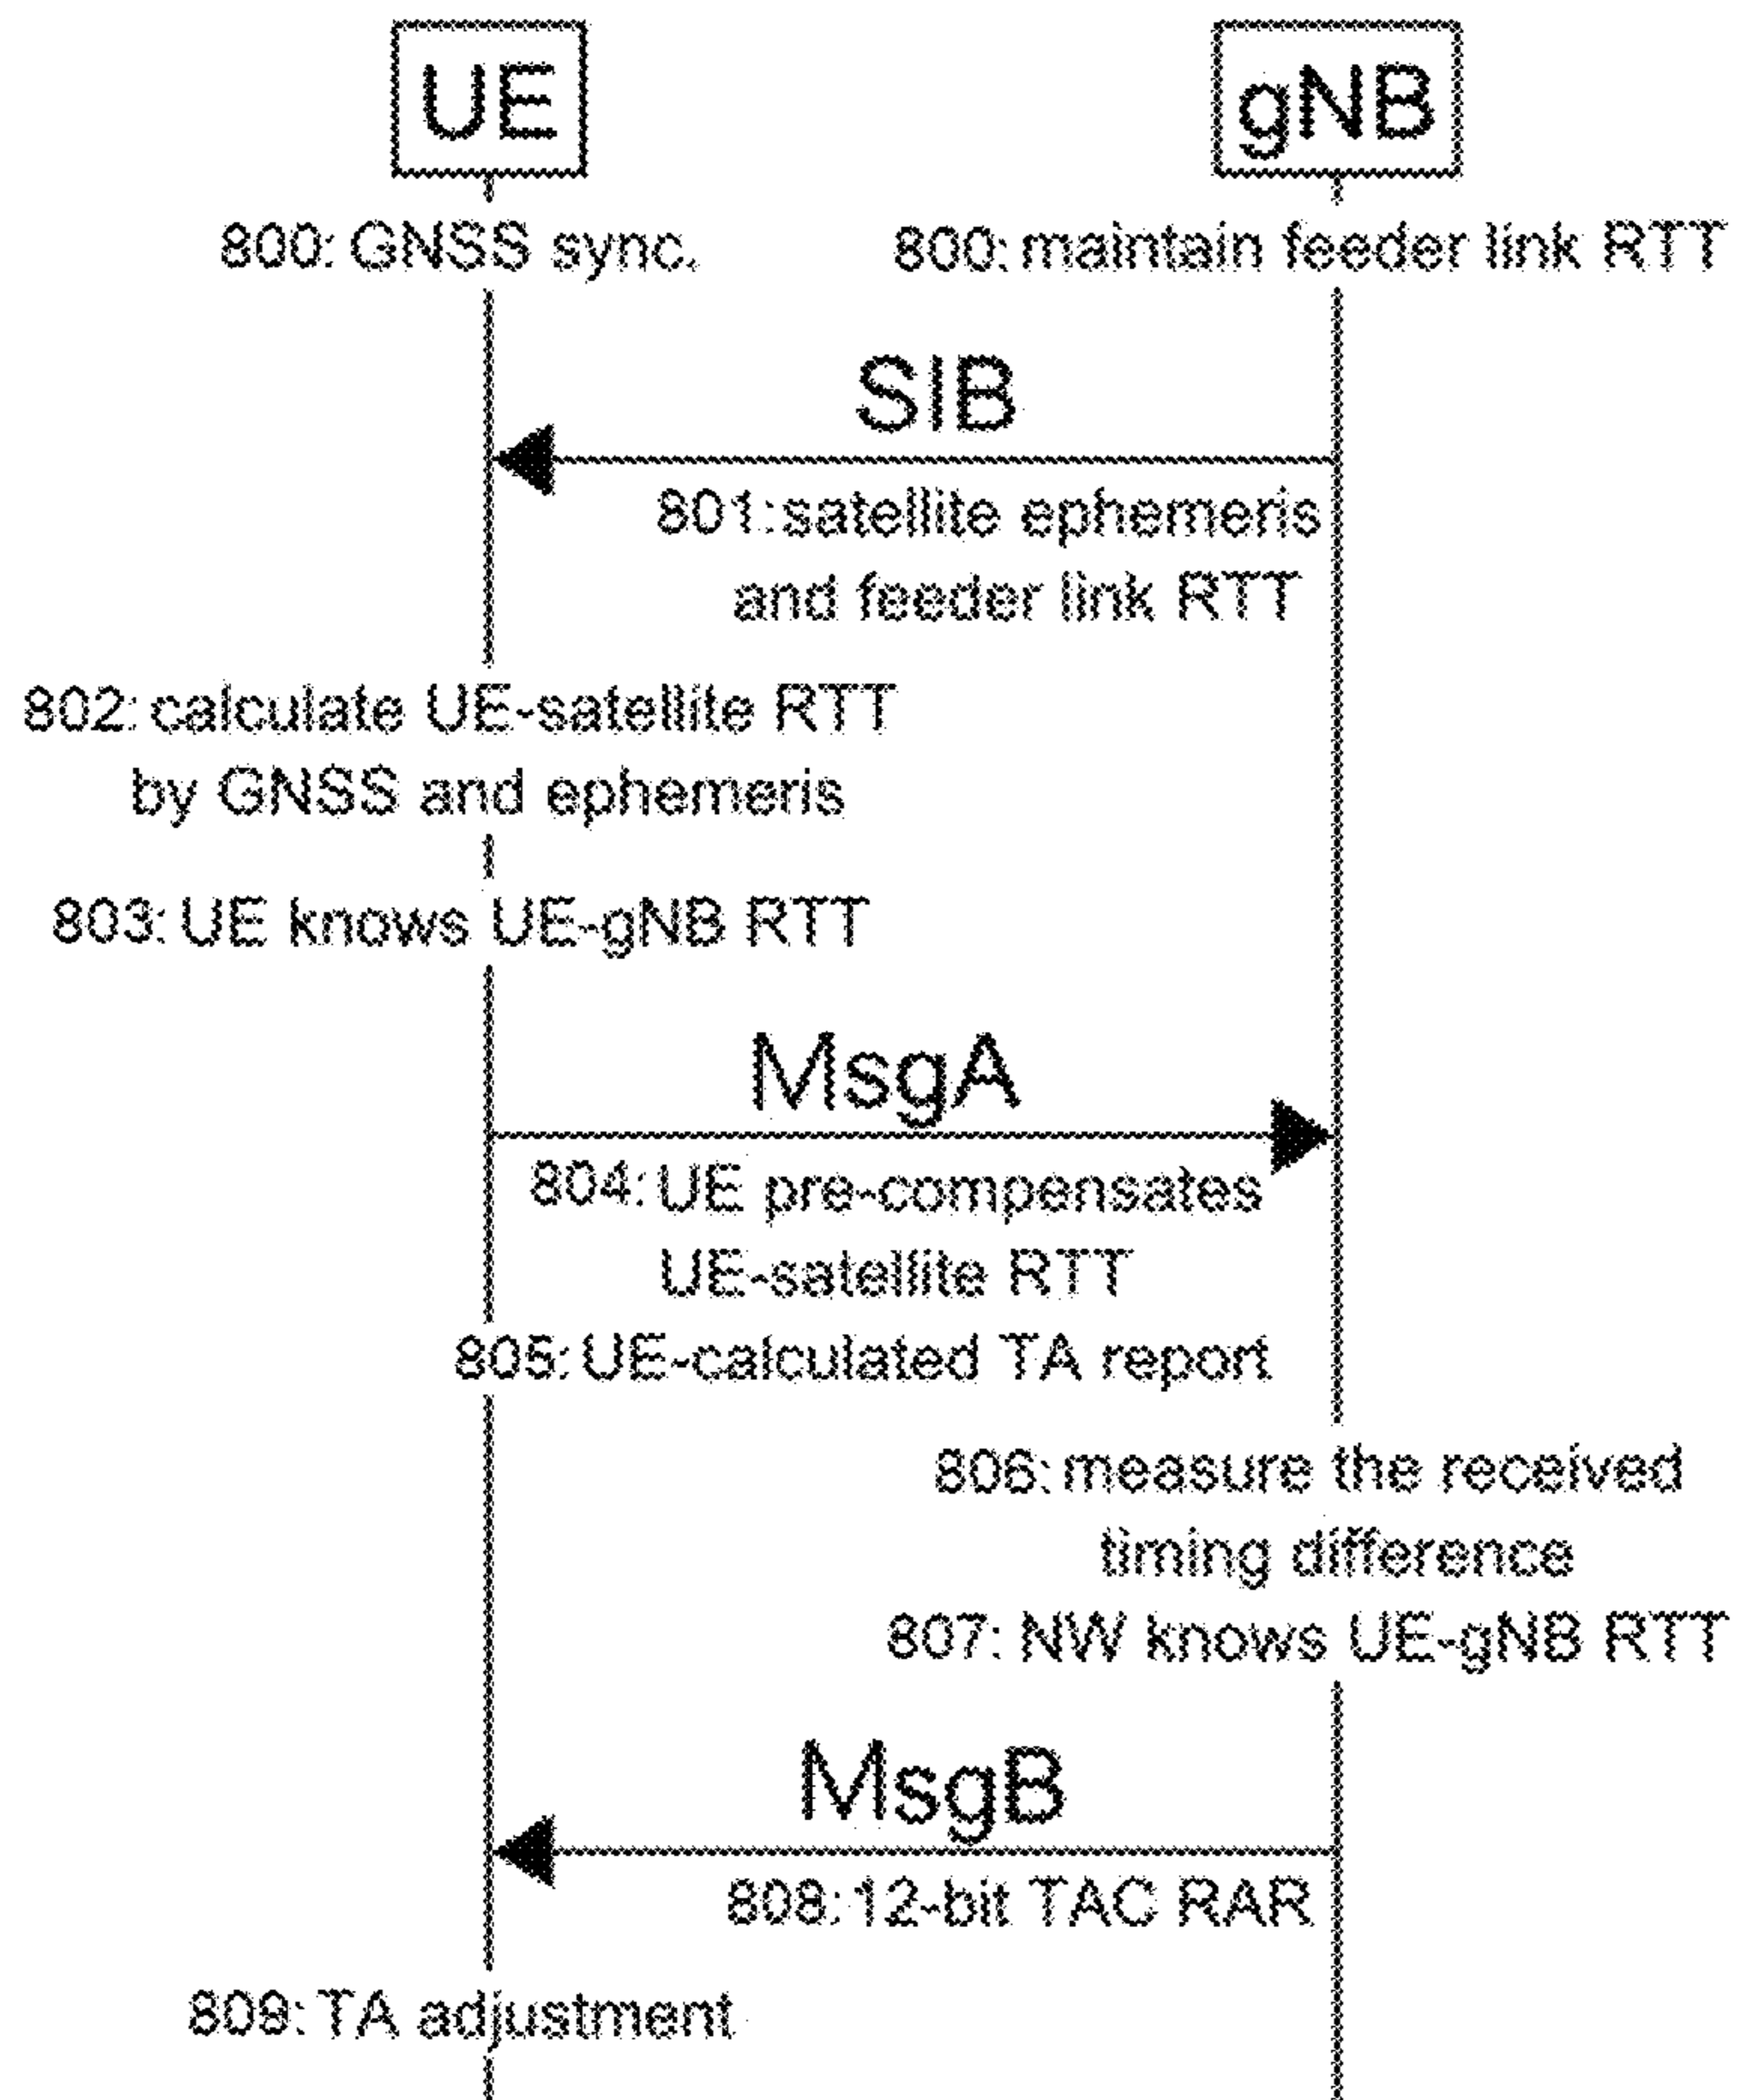 UE
gNB
800: GNSS sync.
800: maintain feeder link RTT
SIB
801: satellite ephemeris
and feeder link RTT
802: calculate UE-satellite RTT
by GNSS and ephemeris
803: UE knows UE-gNB RTT
MsgA
804: UE pre-compensates
UE-satellite RTT
805: UE-calculated TA report
806: measure the received
timing difference
807: NW knows UE-gNB RTT
MsgB
808: 12-bit TAC RAR
809: TA adjustment